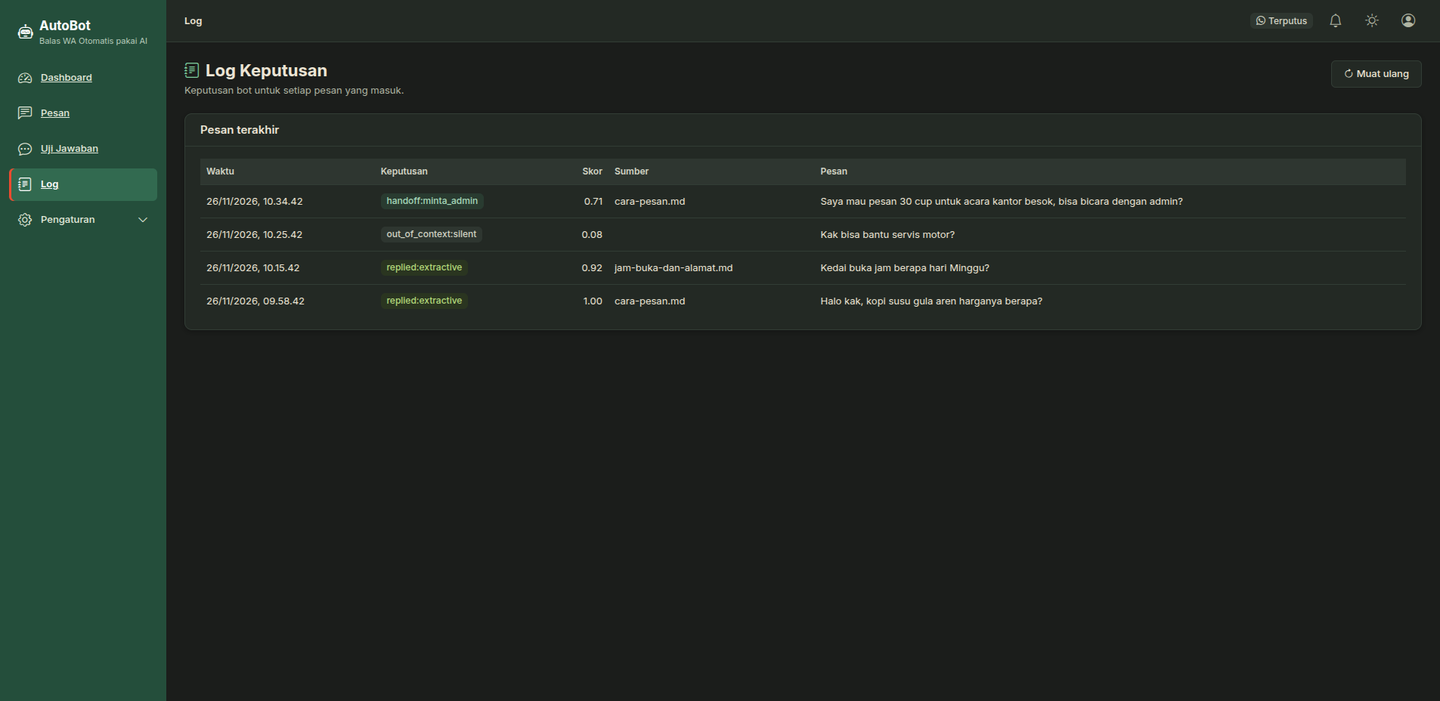 AutoBot
Balas WA Otomatis pakai AI
Dashboard
Pesan
Uji Jawaban
Log
Pengaturan
Log
Terputus
Log Keputusan
Keputusan bot untuk setiap pesan yang masuk.
Muat ulang
Pesan terakhir
Waktu Keputusan Skor Sumber Pesan
26/11/2026, 10.34.42 handoff:minta_admin 0.71 cara-pesan.md Saya mau pesan 30 cup untuk acara kantor besok, bisa bicara dengan admin?
26/11/2026, 10.25.42 out_of_context:silent 0.08 Kak bisa bantu servis motor?
26/11/2026, 10.15.42 replied:extractive 0.92 jam-buka-dan-alamat.md Kedai buka jam berapa hari Minggu?
26/11/2026, 09.58.42 replied:extractive 1.00 cara-pesan.md Halo kak, kopi susu gula aren harganya berapa?